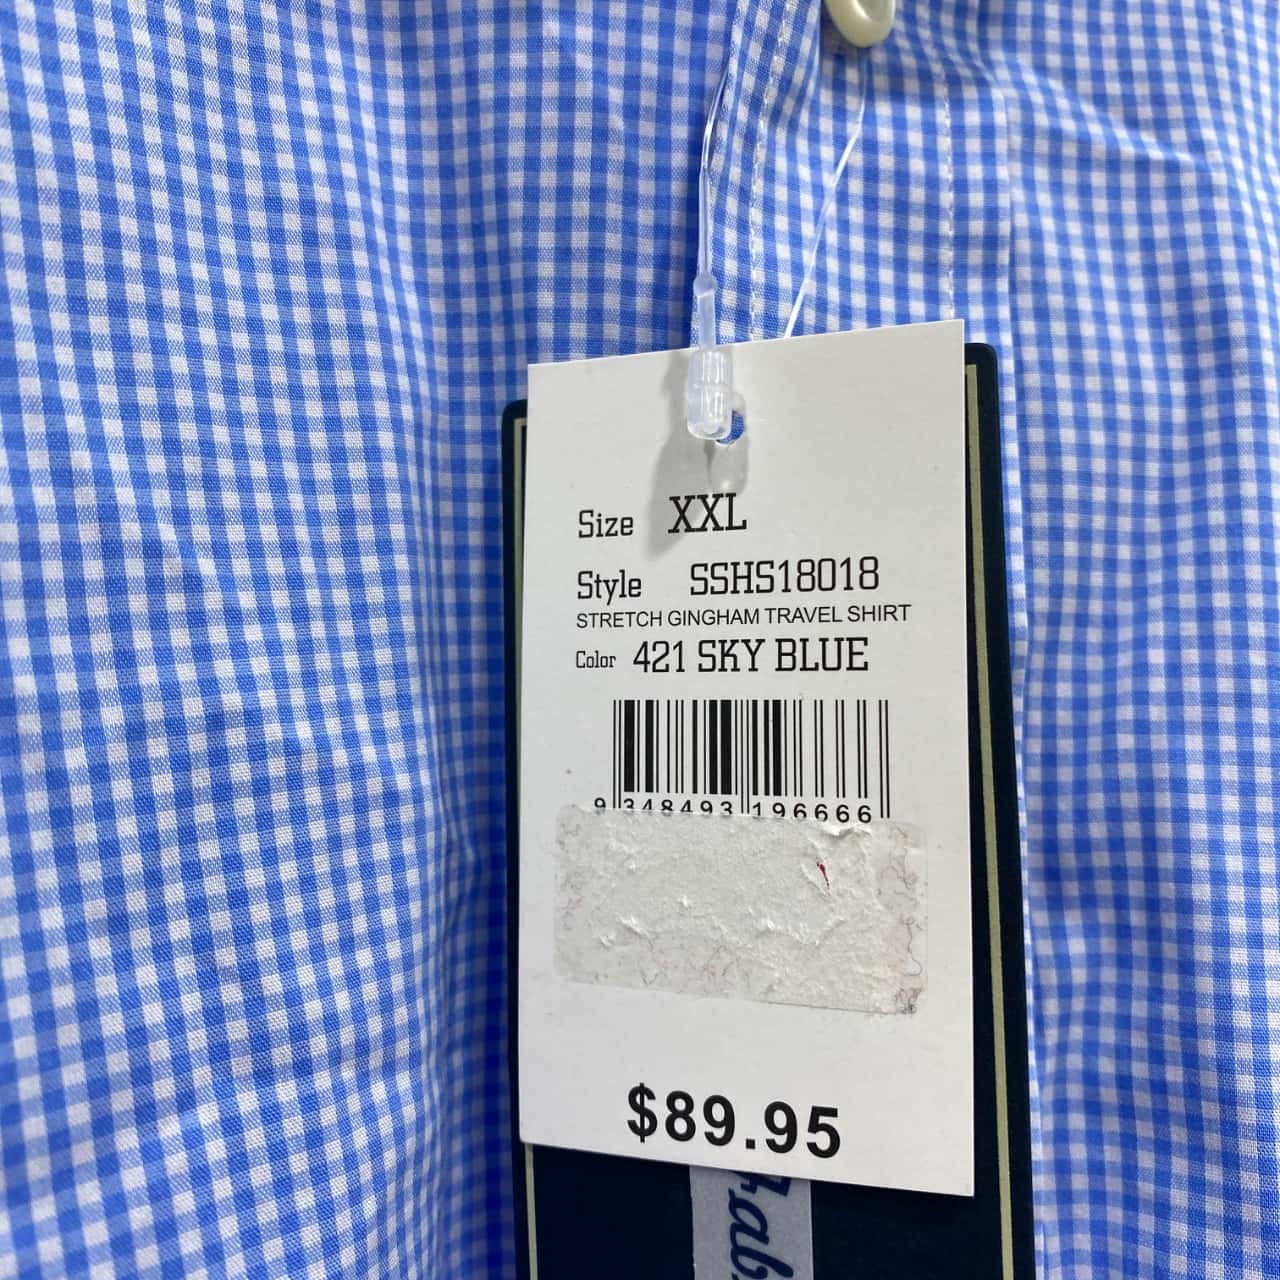 Size XXL
Style SSHS18018
STRETCH GINGHAM TRAVEL SHIRT
Color 421 SKY BLUE
9 348493 196666
$89.95